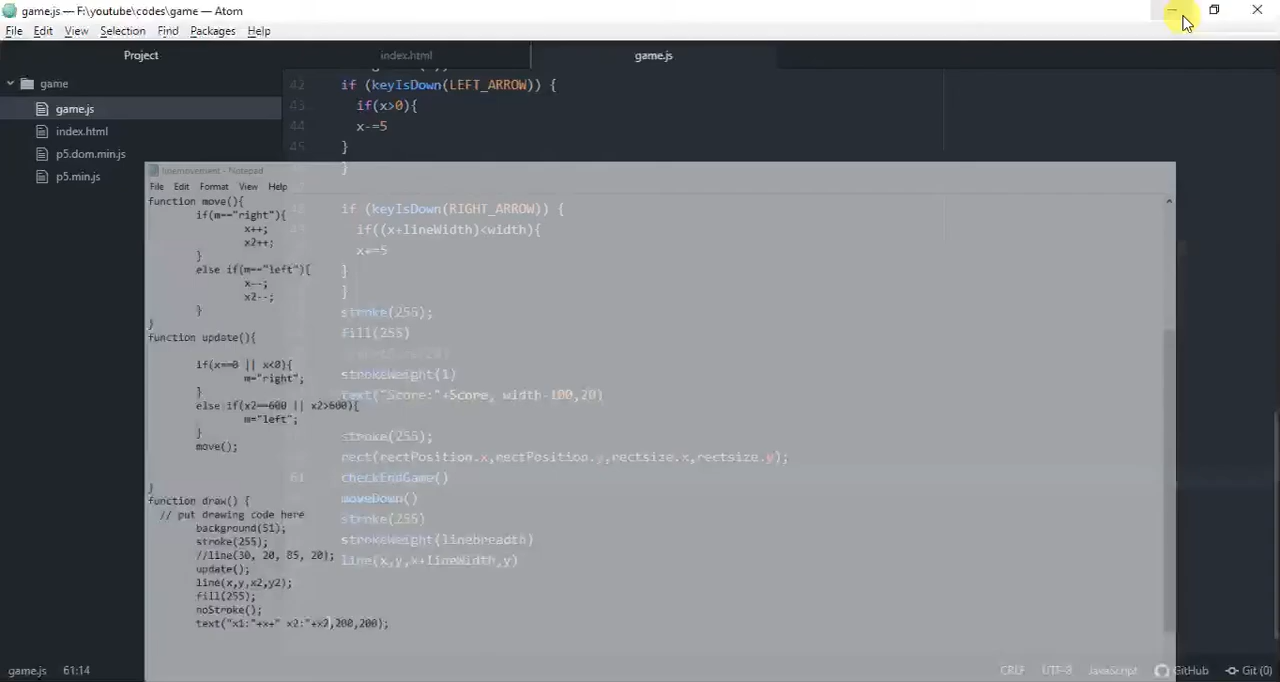 game.js — F:\youtube\codes\game — Atom
File Edit View Selection Find Packages Help
Project
index.html
game.js
game
game.js
index.html
p5.dom.min.js
p5.min.js
42 if (keyIsDown(LEFT_ARROW)) {
43 if(x>0){
44 x-=5
45 }
}
if (keyIsDown(RIGHT_ARROW)) {
if((x+lineWidth)<width){
x+=5
}
}
stroke(255);
fill(255)
strokeWeight(1)
text("Score:"+Score, width-100,20)
stroke(255);
rect(rectPosition.x,rectPosition.y,rectsize.x,rectsize.y);
61 checkEndGame()
moveDown()
stroke(255)
strokeWeight(linebreadth)
line(x,y,x+lineWidth,y)
linemovement - Notepad
File Edit Format View Help
function move(){
if(m=="right"){
x++;
x2++;
}
else if(m=="left"){
x--;
x2--;
}
}
function update(){
if(x==0 || x<0){
m="right";
}
else if(x2==600 || x2>600){
m="left";
}
move();
}
function draw() {
// put drawing code here
background(51);
stroke(255);
//line(30, 20, 85, 20);
update();
line(x,y,x2,y2);
fill(255);
noStroke();
text("x1:"+x+" x2:"+x2,200,200);
game.js 61:14
CRLF UTF-8 JavaScript GitHub Git (0)